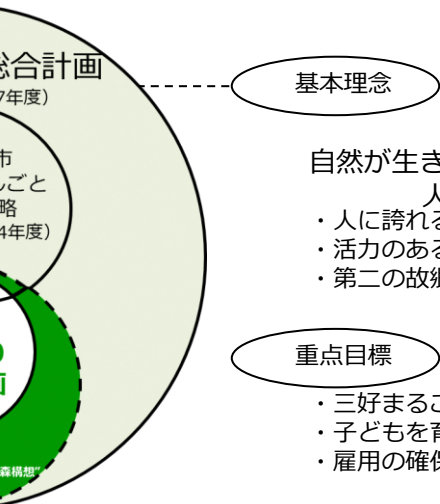 総合計画
7年度）
基本理念
市
しごと
略
4年度）
自然が生き
人
・人に誇れる
・活力のある
・第二の故郷
の
画
重点目標
・三好まるご
・子どもを育
・雇用の確保
森構想”